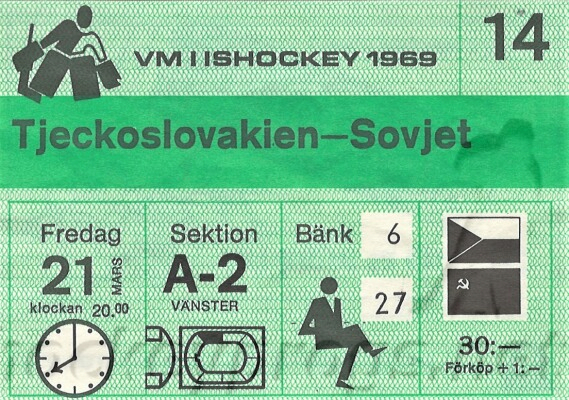 14
VM I ISHOCKEY 1969
Tjeckoslovakien–Sovjet
Fredag
21 MARS
klockan 20.00
Sektion
A-2
VÄNSTER
Bänk 6
27
30:—
Förköp + 1:—